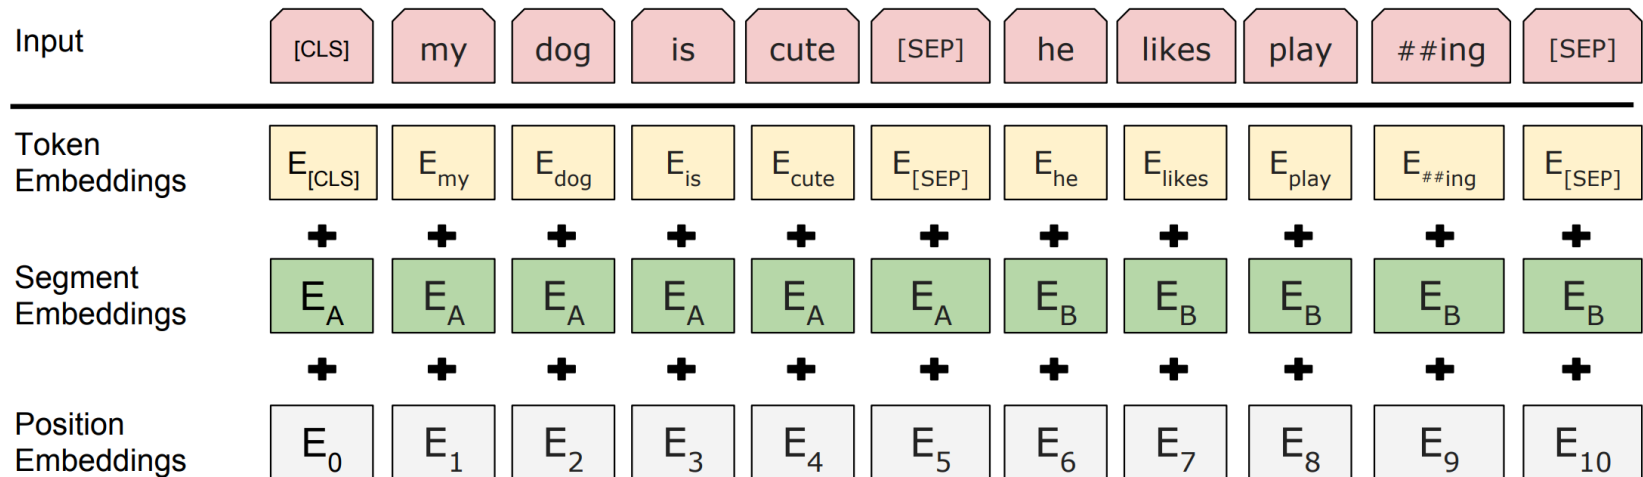 Input [CLS] my dog is cute [SEP] he likes play ##ing [SEP]
Token Embeddings E[CLS] Emy Edog Eis Ecute E[SEP] Ehe Elikes Eplay E##ing E[SEP]
+ + + + + + + + + + +
Segment Embeddings EA EA EA EA EA EA EB EB EB EB EB
+ + + + + + + + + + +
Position Embeddings E0 E1 E2 E3 E4 E5 E6 E7 E8 E9 E10